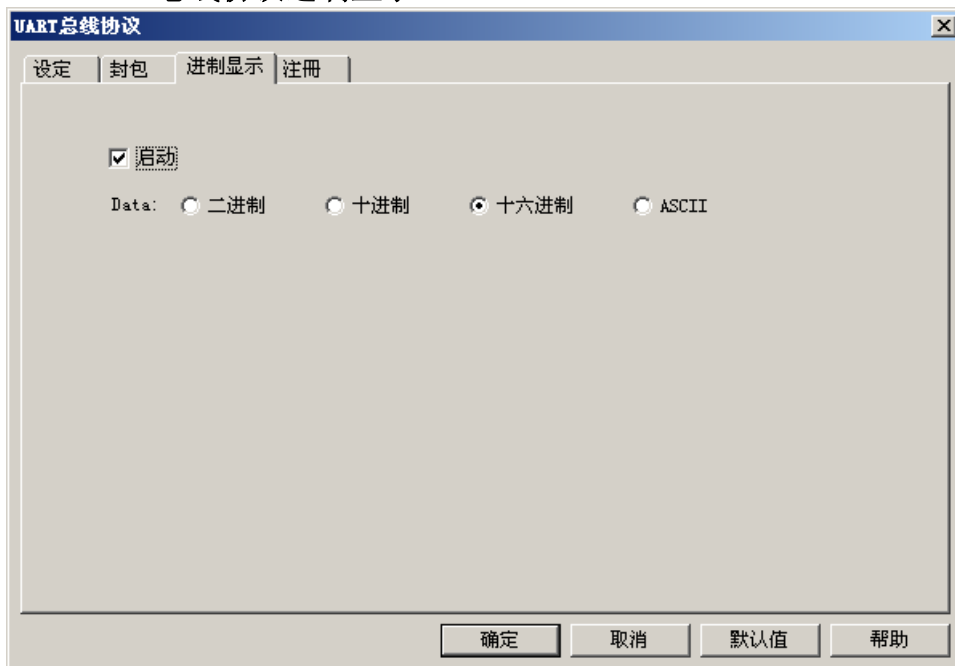 UART总线协议
设定 封包 进制显示 注册
启动
Data: 二进制 十进制 十六进制 ASCII
确定 取消 默认值 帮助